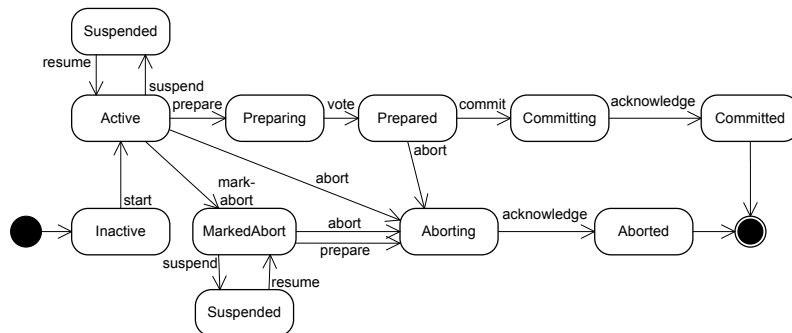 Suspended
resume
suspend
prepare
vote
commit
acknowledge
Active
Preparing
Prepared
Committing
Committed
abort
abort
mark-
abort
start
Inactive
MarkedAbort
abort
prepare
Aborting
acknowledge
Aborted
suspend
resume
Suspended